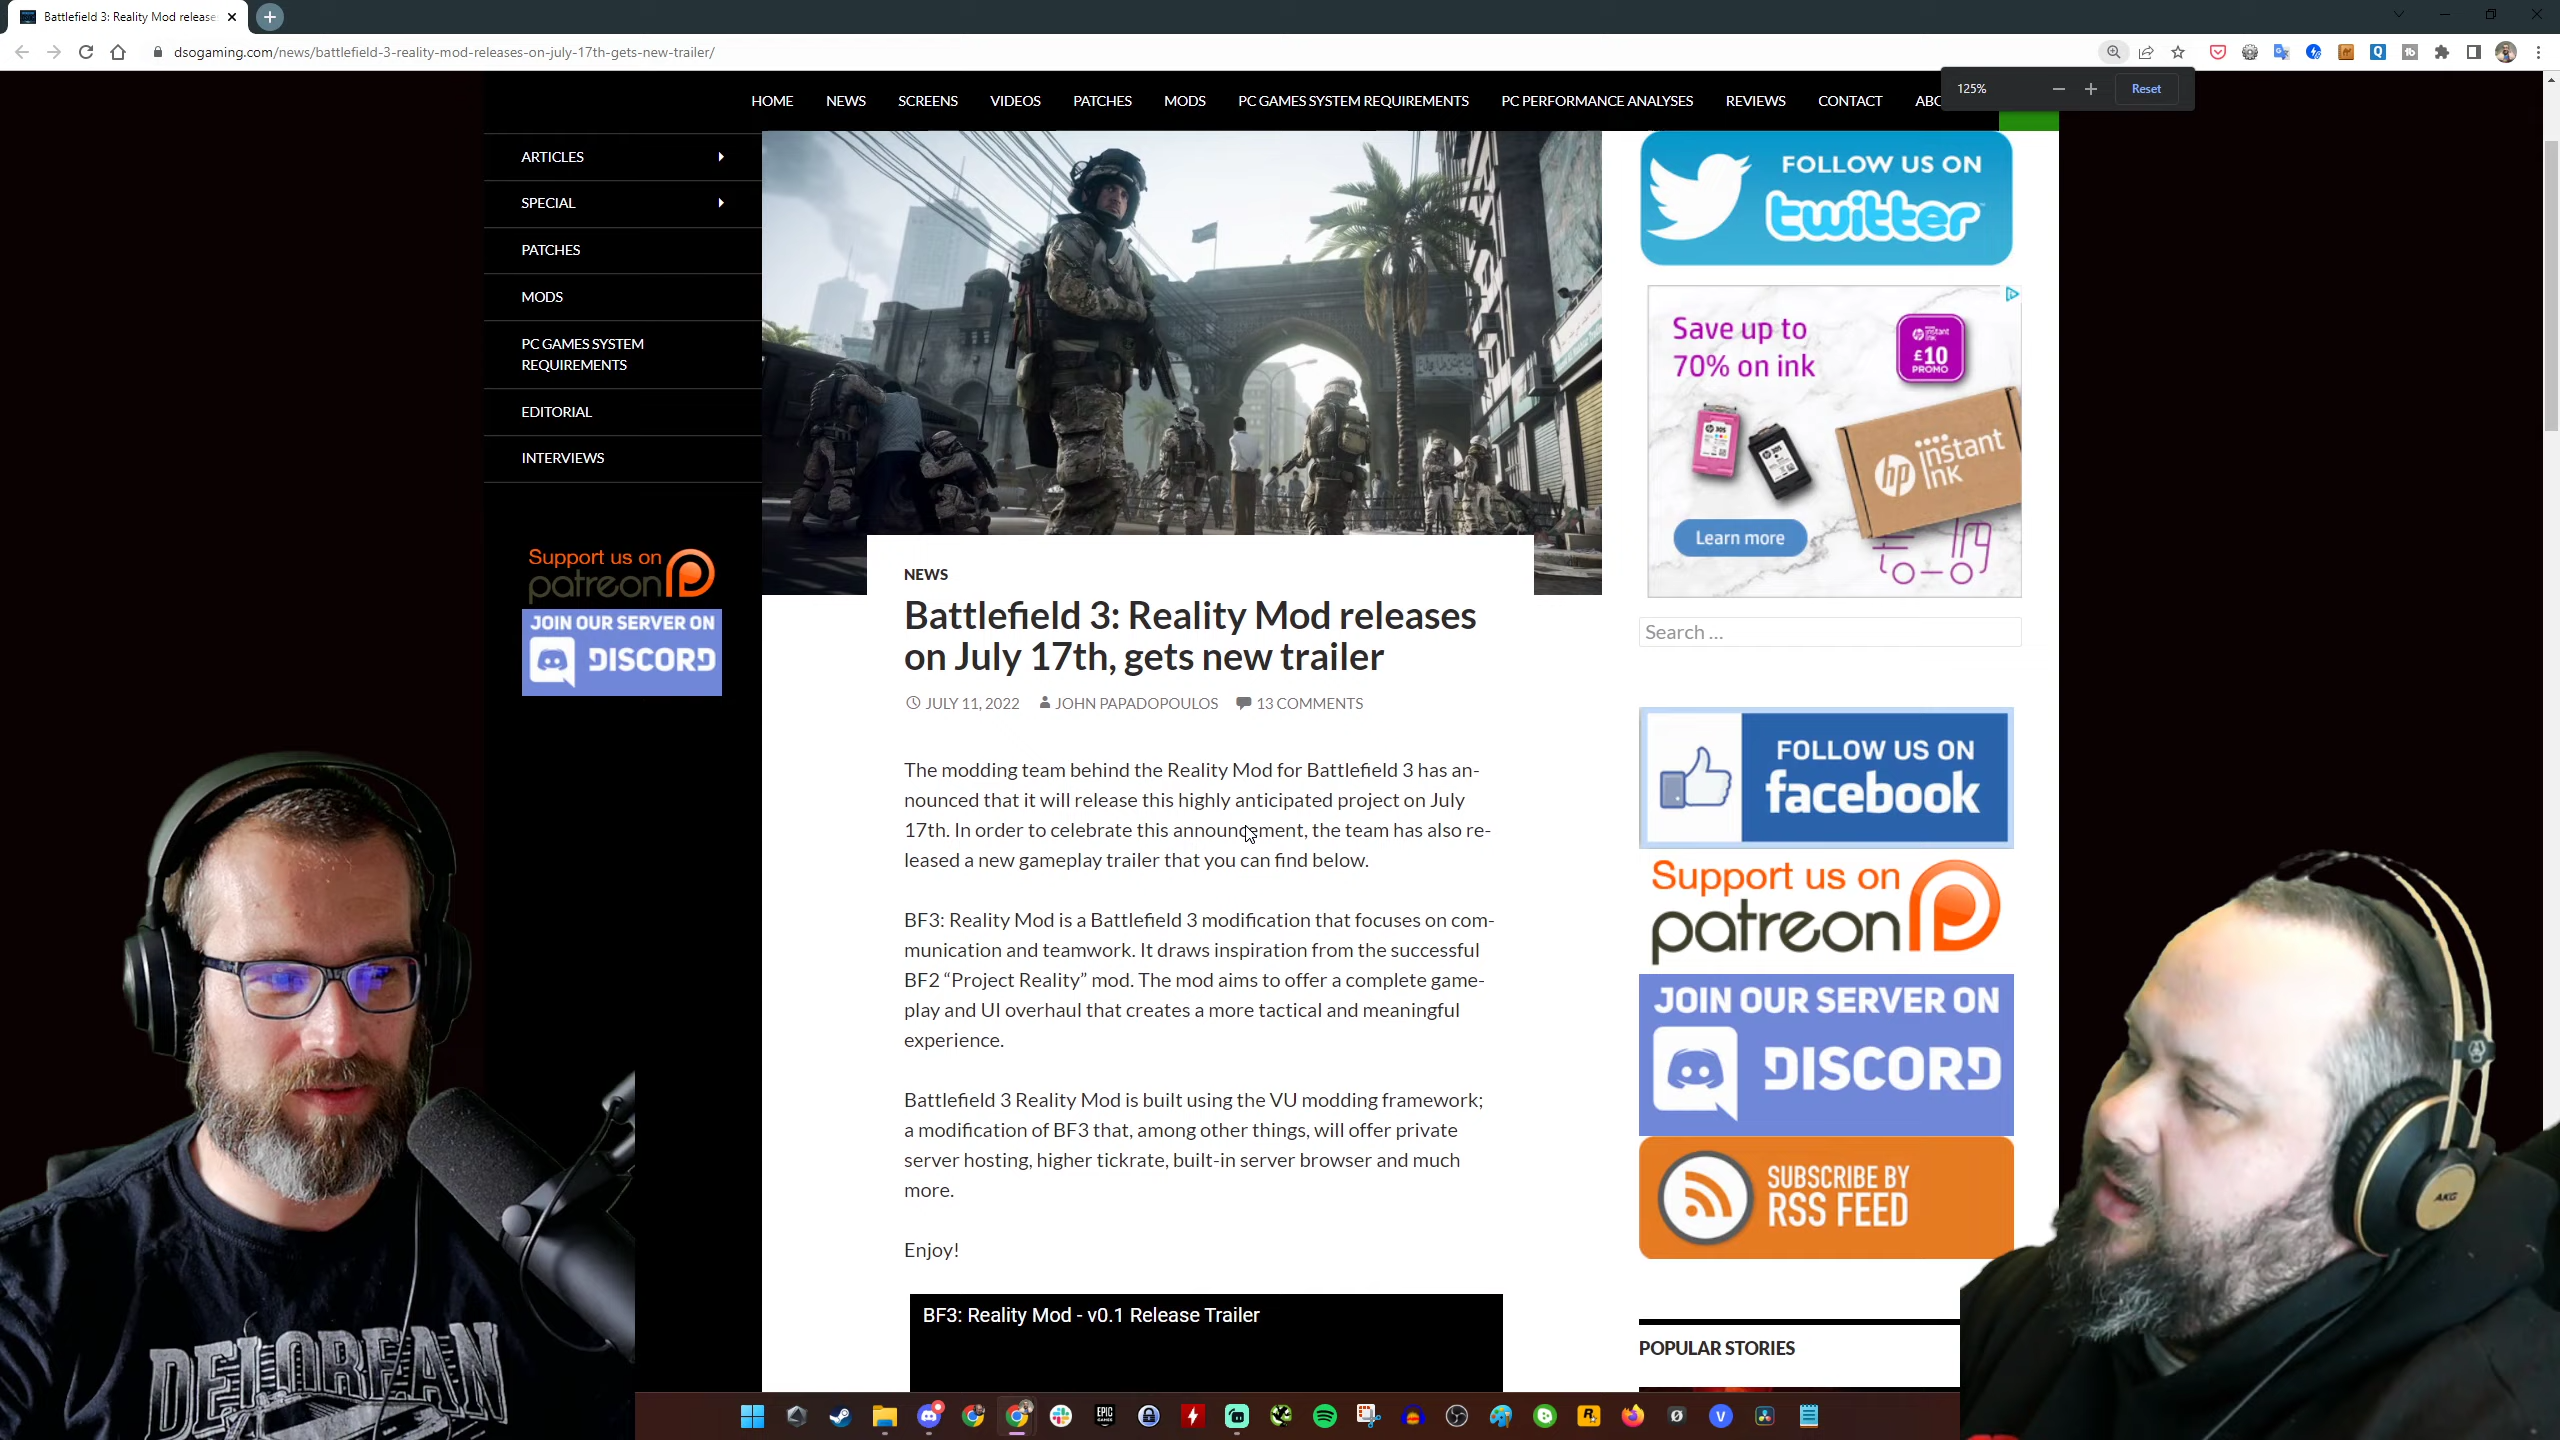 Battlefield 3: Reality Mod release
dsogaming.com/news/battlefield-3-reality-mod-releases-on-july-17th-gets-new-trailer/
125%
Reset
HOME
NEWS
SCREENS
VIDEOS
PATCHES
MODS
PC GAMES SYSTEM REQUIREMENTS
PC PERFORMANCE ANALYSES
REVIEWS
CONTACT
ARTICLES
SPECIAL
PATCHES
MODS
PC GAMES SYSTEM
REQUIREMENTS
EDITORIAL
INTERVIEWS
Support us on
patreon
JOIN OUR SERVER ON
DISCORD
NEWS
Battlefield 3: Reality Mod releases
on July 17th, gets new trailer
JULY 11, 2022 JOHN PAPADOPOULOS 13 COMMENTS
The modding team behind the Reality Mod for Battlefield 3 has an-
nounced that it will release this highly anticipated project on July
17th. In order to celebrate this announcement, the team has also re-
leased a new gameplay trailer that you can find below.
BF3: Reality Mod is a Battlefield 3 modification that focuses on com-
munication and teamwork. It draws inspiration from the successful
BF2 “Project Reality” mod. The mod aims to offer a complete game-
play and UI overhaul that creates a more tactical and meaningful
experience.
Battlefield 3 Reality Mod is built using the VU modding framework;
a modification of BF3 that, among other things, will offer private
server hosting, higher tickrate, built-in server browser and much
more.
Enjoy!
BF3: Reality Mod - v0.1 Release Trailer
FOLLOW US ON
twitter
Save up to
70% on ink
instant ink
£10
PROMO
305
hp instant
ink
Learn more
Search …
FOLLOW US ON
facebook
Support us on
patreon
JOIN OUR SERVER ON
DISCORD
SUBSCRIBE BY
RSS FEED
POPULAR STORIES
DELOREAN
AKG
EPIC
GAMES